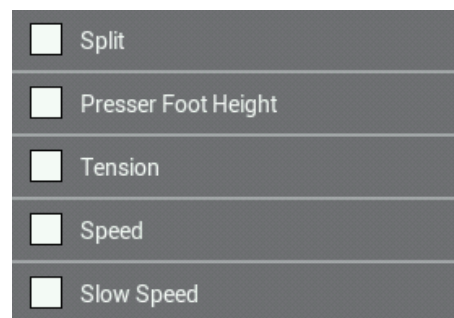 Split
Presser Foot Height
Tension
Speed
Slow Speed